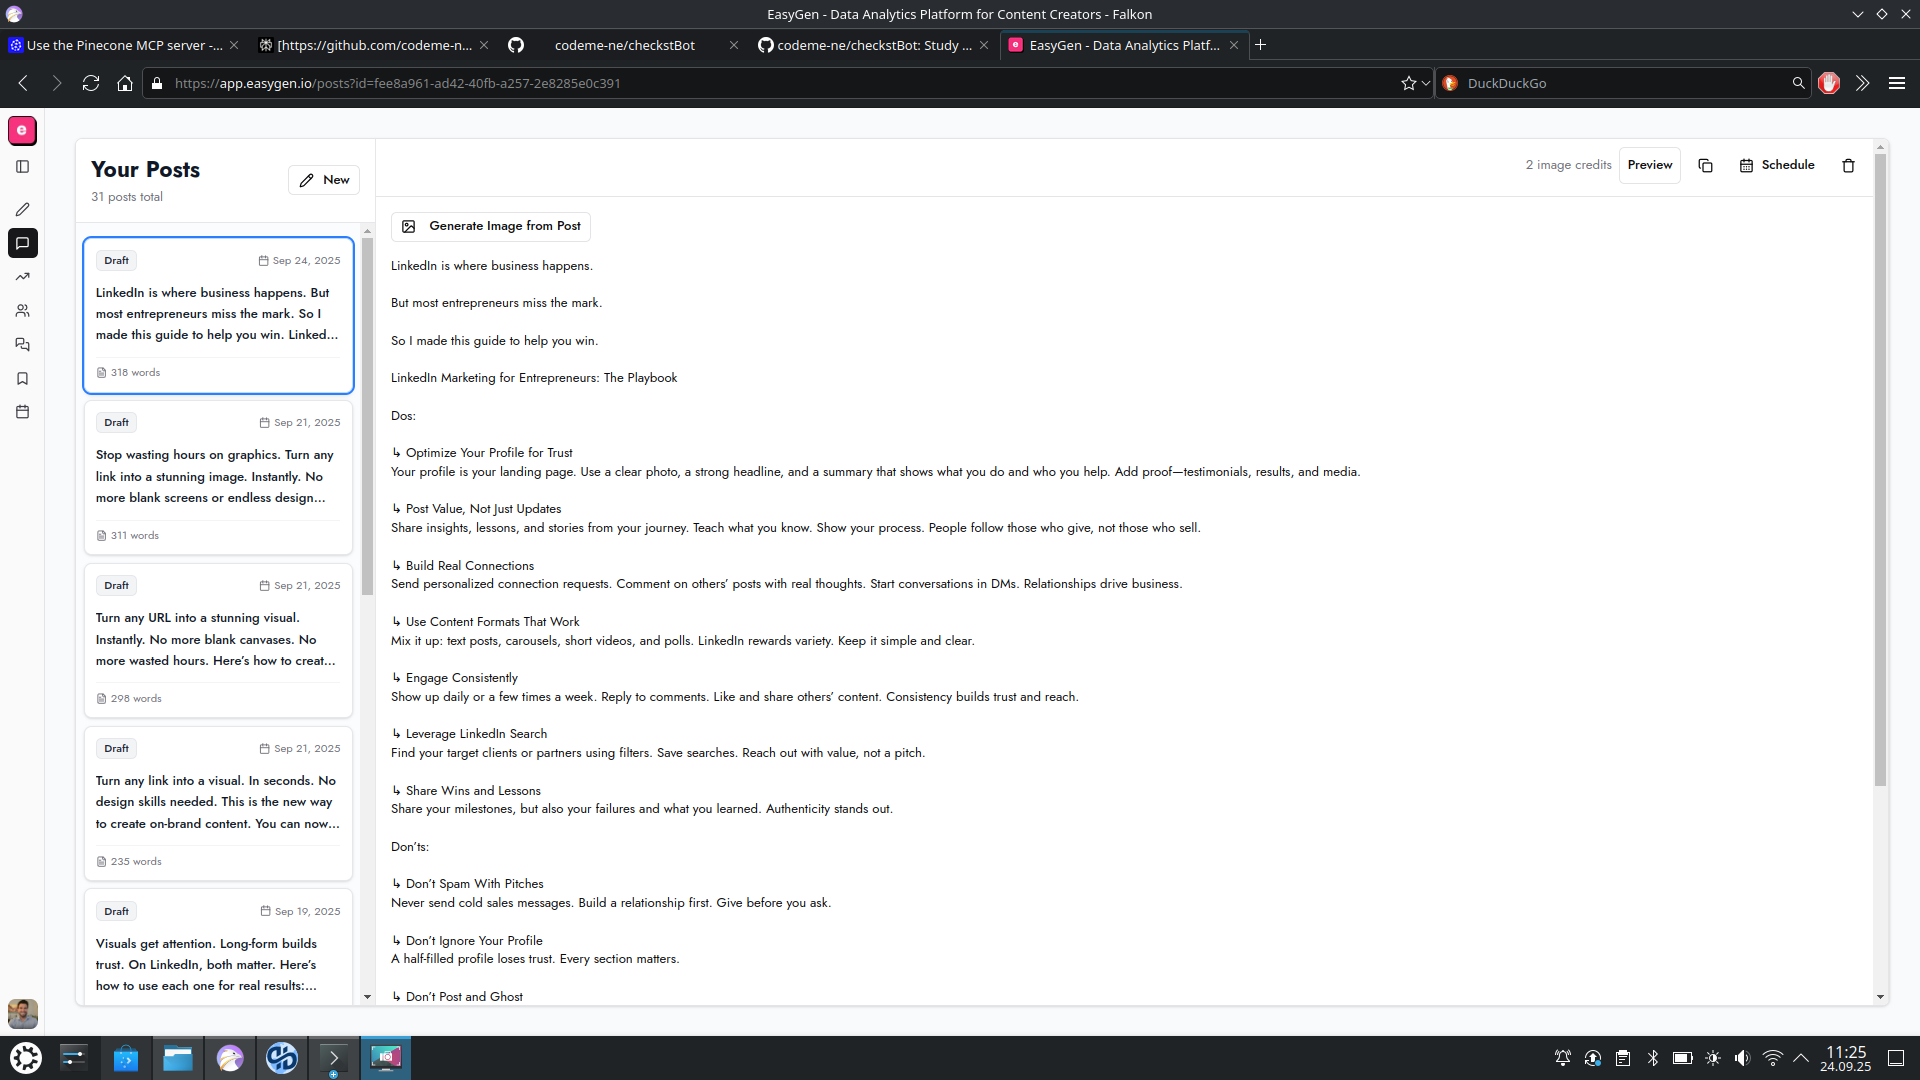 EasyGen - Data Analytics Platform for Content Creators - Falkon
Use the Pinecone MCP server -...
[https://github.com/codeme-n...
codeme-ne/checkstBot
codeme-ne/checkstBot: Study ...
EasyGen - Data Analytics Platf...
https://app.easygen.io/posts?id=fee8a961-ad42-40fb-a257-2e8285e0c391
DuckDuckGo
e
Your Posts
31 posts total
New
2 image credits
Preview
Schedule
Draft
Sep 24, 2025
LinkedIn is where business happens. But
most entrepreneurs miss the mark. So I
made this guide to help you win. Linked...
318 words
Draft
Sep 21, 2025
Stop wasting hours on graphics. Turn any
link into a stunning image. Instantly. No
more blank screens or endless design...
311 words
Draft
Sep 21, 2025
Turn any URL into a stunning visual.
Instantly. No more blank canvases. No
more wasted hours. Here’s how to creat...
298 words
Draft
Sep 21, 2025
Turn any link into a visual. In seconds. No
design skills needed. This is the new way
to create on-brand content. You can now...
235 words
Draft
Sep 19, 2025
Visuals get attention. Long-form builds
trust. On LinkedIn, both matter. Here’s
how to use each one for real results:...
Generate Image from Post
LinkedIn is where business happens.
But most entrepreneurs miss the mark.
So I made this guide to help you win.
LinkedIn Marketing for Entrepreneurs: The Playbook
Dos:
↳ Optimize Your Profile for Trust
Your profile is your landing page. Use a clear photo, a strong headline, and a summary that shows what you do and who you help. Add proof—testimonials, results, and media.
↳ Post Value, Not Just Updates
Share insights, lessons, and stories from your journey. Teach what you know. Show your process. People follow those who give, not those who sell.
↳ Build Real Connections
Send personalized connection requests. Comment on others’ posts with real thoughts. Start conversations in DMs. Relationships drive business.
↳ Use Content Formats That Work
Mix it up: text posts, carousels, short videos, and polls. LinkedIn rewards variety. Keep it simple and clear.
↳ Engage Consistently
Show up daily or a few times a week. Reply to comments. Like and share others’ content. Consistency builds trust and reach.
↳ Leverage LinkedIn Search
Find your target clients or partners using filters. Save searches. Reach out with value, not a pitch.
↳ Share Wins and Lessons
Share your milestones, but also your failures and what you learned. Authenticity stands out.
Don’ts:
↳ Don’t Spam With Pitches
Never send cold sales messages. Build a relationship first. Give before you ask.
↳ Don’t Ignore Your Profile
A half-filled profile loses trust. Every section matters.
↳ Don’t Post and Ghost
11:25
24.09.25